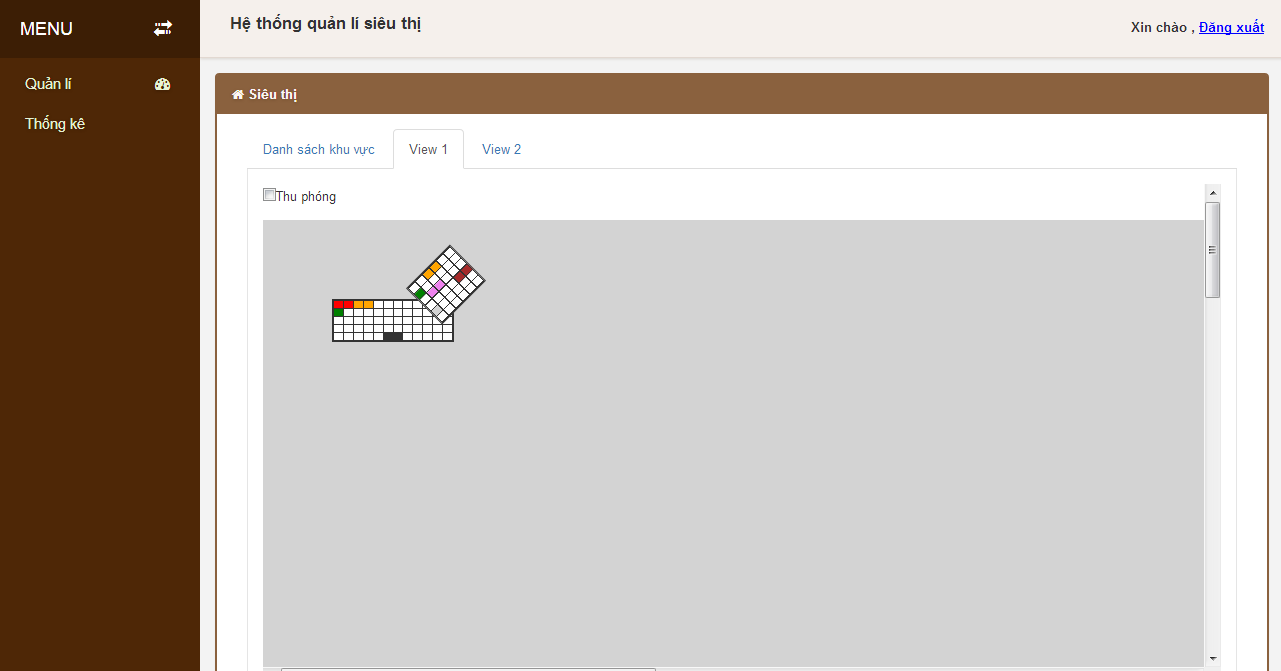 MENU
Hệ thống quản lí siêu thị
Xin chào , Đăng xuất
Quản lí
Thống kê
Siêu thị
Danh sách khu vực
View 1
View 2
Thu phóng